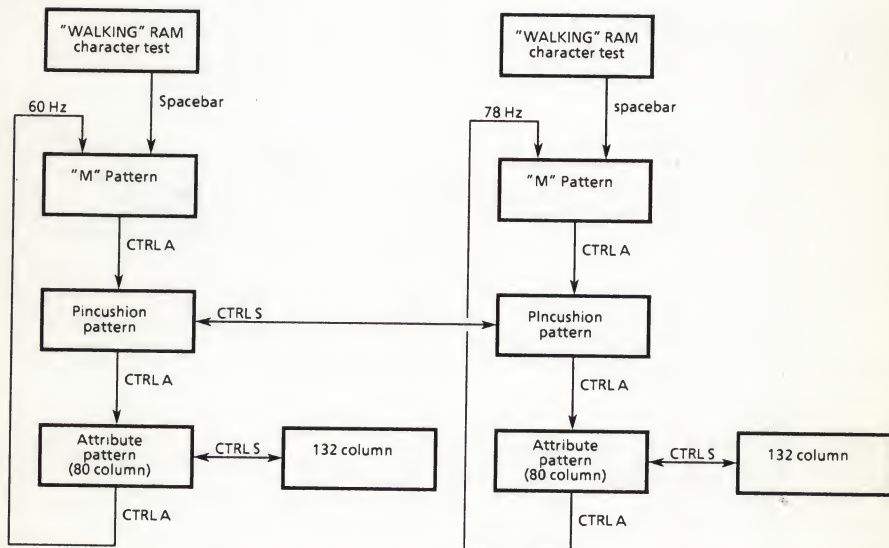 "WALKING" RAM
character test
Spacebar
60 Hz
"M" Pattern
CTRL A
Pincushion
pattern
CTRL S
CTRL A
Attribute
pattern
(80 column)
CTRL S
132 column
CTRL A
"WALKING" RAM
character test
spacebar
78 Hz
"M" Pattern
CTRL A
PIncushion
pattern
CTRL A
Attribute
pattern
(80 column)
CTRL S
132 column
CTRL A